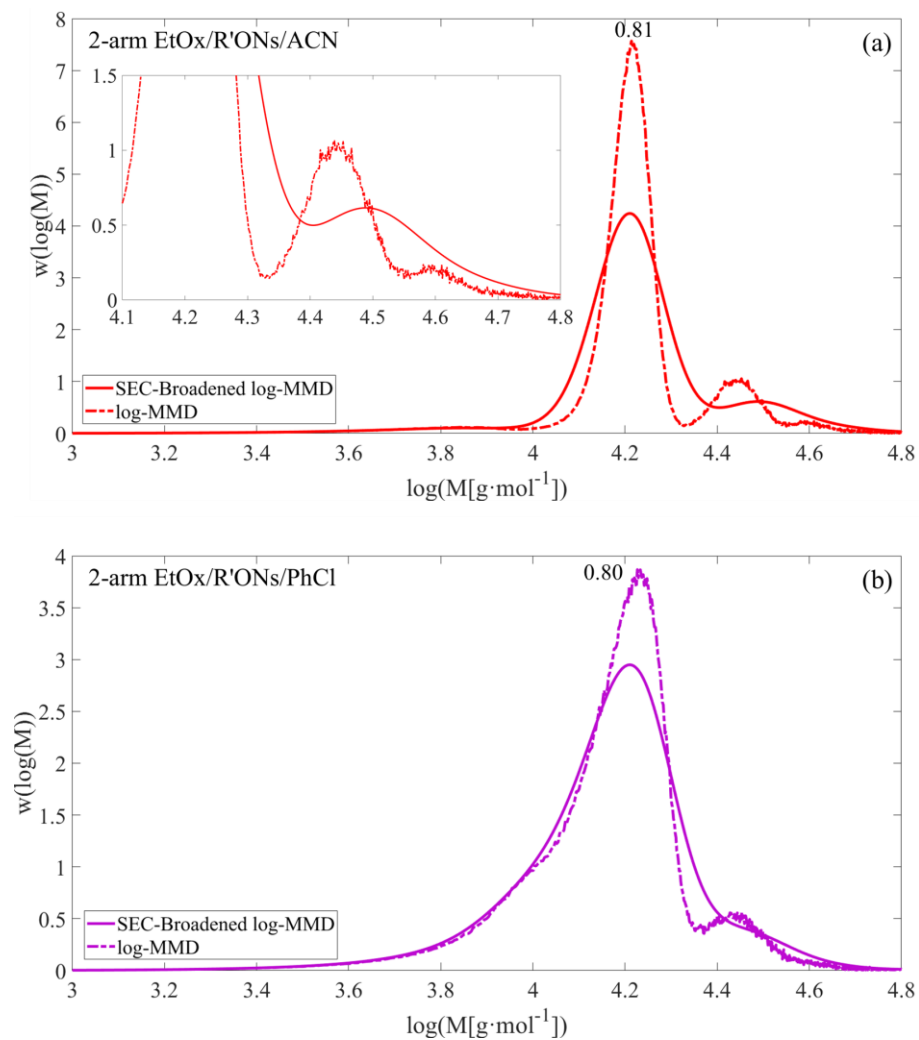 0.81
2-arm EtOx/R'ONs/ACN
(a)
8
7
6
5
4
3
2
1
0
w(log(M))
1.5
1
0.5
0
4.1 4.2 4.3 4.4 4.5 4.6 4.7 4.8
SEC-Broadened log-MMD
log-MMD
3 3.2 3.4 3.6 3.8 4 4.2 4.4 4.6 4.8
log(M[g·mol⁻¹])
2-arm EtOx/R'ONs/PhCl
0.80
(b)
4
3.5
3
2.5
2
1.5
1
0.5
0
w(log(M))
SEC-Broadened log-MMD
log-MMD
3 3.2 3.4 3.6 3.8 4 4.2 4.4 4.6 4.8
log(M[g·mol⁻¹])